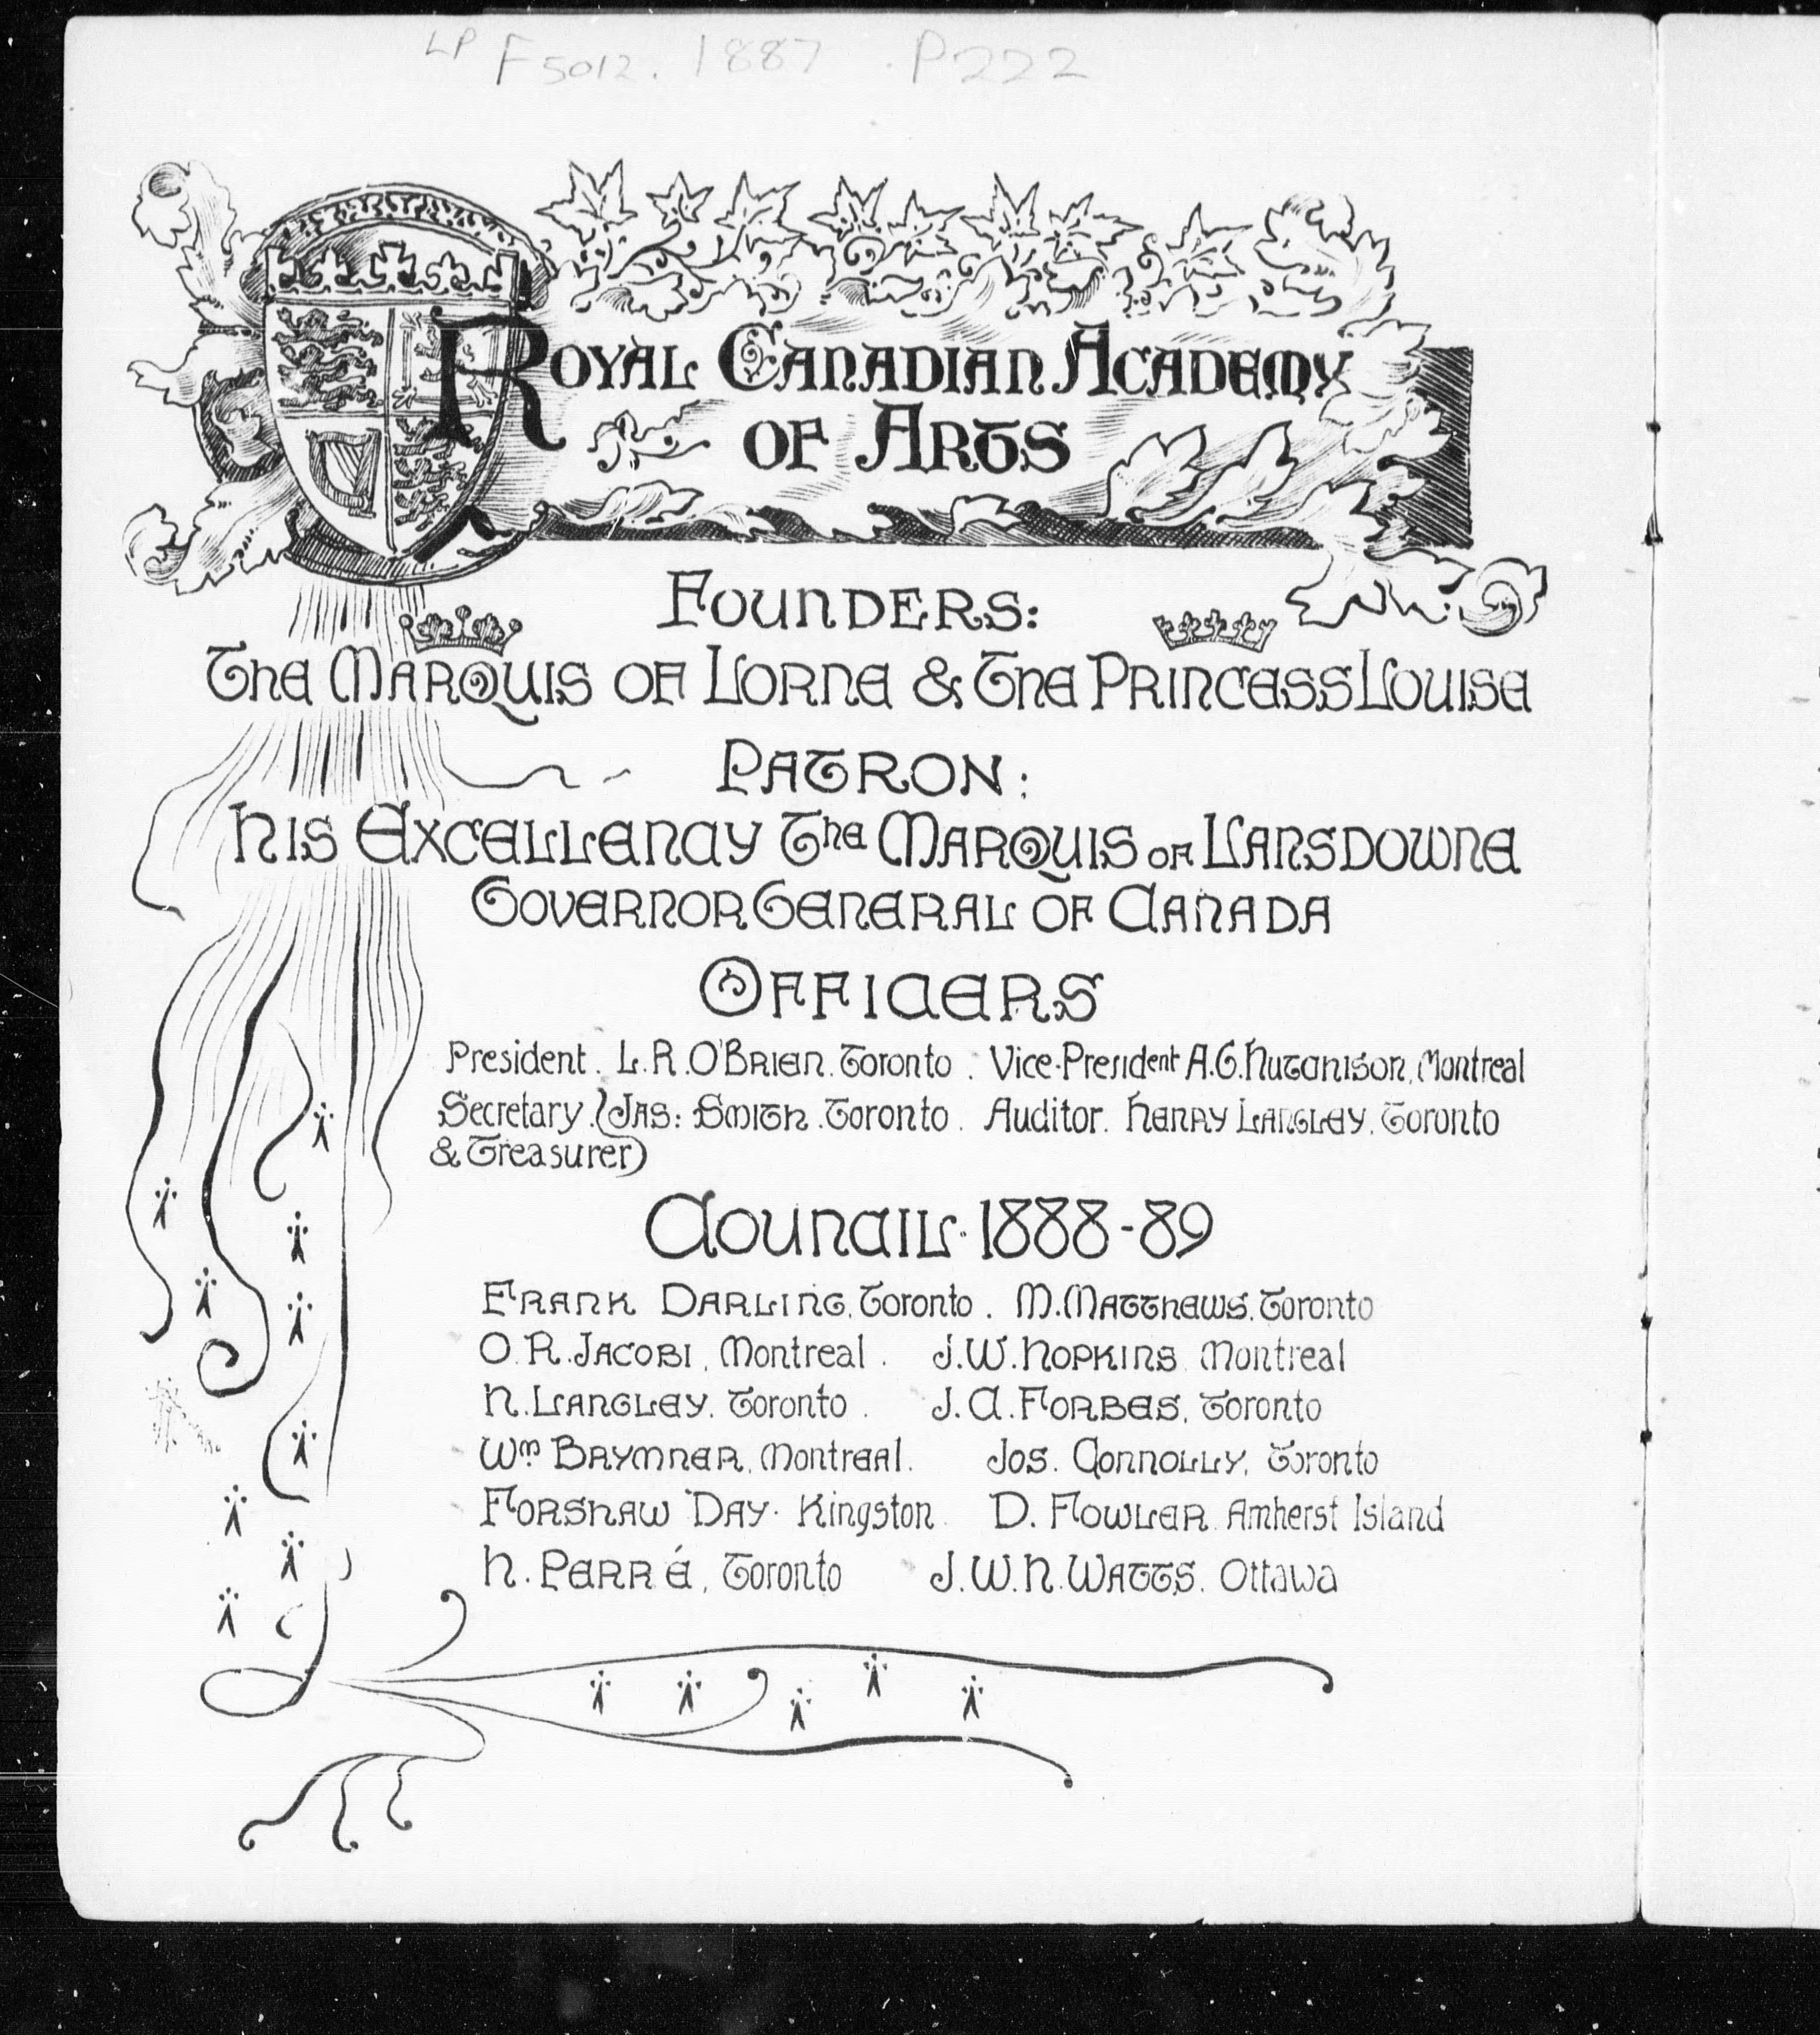 LP F5012. 1887 . P222
ROYAL CANADIAN ACADEMY
OF ARTS
FOUNDERS:
THE MARQUIS OF LORNE & THE PRINCESS LOUISE
PATRON:
HIS EXCELLENCY THE MARQUIS OF LANSDOWNE
GOVERNOR GENERAL OF CANADA
OFFICERS
President. L.R. O'BRIEN. Toronto. Vice-President A.G. HUTCHISON, Montreal
Secretary. (JAS: SMITH. Toronto. Auditor. HENRY LANGLEY. Toronto
& Treasurer)
COUNCIL. 1888-89
FRANK DARLING, Toronto. M. MATTHEWS, Toronto
O.R. JACOBI, Montreal. J.W. HOPKINS Montreal
H. LANGLEY. Toronto. J.C. FORBES, Toronto
Wm BRYMNER, Montreal. JOS. CONNOLLY, Toronto
FORSHAW DAY. Kingston D. FOWLER Amherst Island
H. PERRÉ, Toronto J.W.H. WATTS. Ottawa